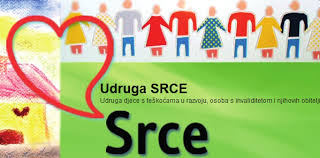 Udruga SRCE
Udruga djece s teškoćama u razvoju, osoba s invaliditetom i njihovih obitelji
Srce